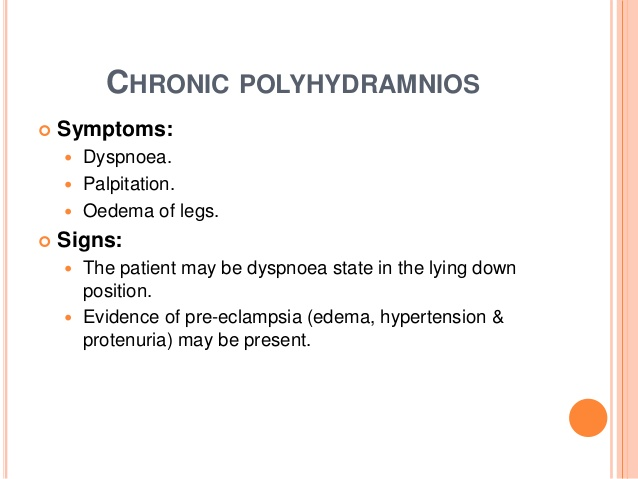 CHRONIC POLYHYDRAMNIOS
Symptoms:
Dyspnoea.
Palpitation.
Oedema of legs.
Signs:
The patient may be dyspnoea state in the lying down
position.
Evidence of pre-eclampsia (edema, hypertension &
protenuria) may be present.